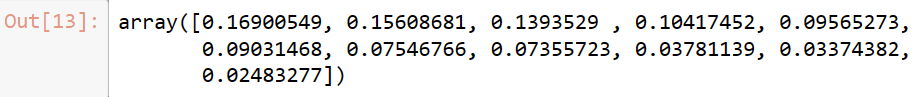 Out[13]: array([0.16900549, 0.15608681, 0.1393529 , 0.10417452, 0.09565273,
0.09031468, 0.07546766, 0.07355723, 0.03781139, 0.03374382,
0.02483277])